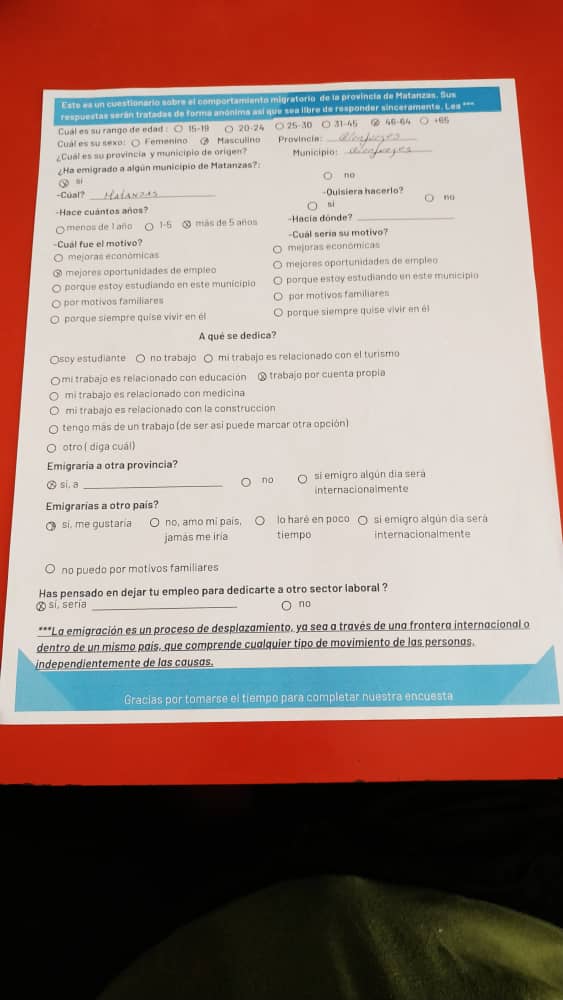 Este es un cuestionario sobre el comportamiento migratorio de la provincia de Matanzas. Sus
respuestas serán tratadas de forma anónima así que sea libre de responder sinceramente. Lea ***
Cuál es su rango de edad : 15-19 20-24 25-30 31-45 46-64 +65
Cuál es su sexo: Femenino Masculino
¿Cuál es su provincia y municipio de origen? Provincia: Cienfuegos
Municipio: Cienfuegos
¿Ha emigrado a algún municipio de Matanzas?:
si
no
-Cúal? MATANZAS
-Quisiera hacerlo?
si
no
-Hace cuántos años?
menos de 1 año 1-5 más de 5 años
-Hacia dónde?
-Cuál fue el motivo?
mejoras económicas
mejores oportunidades de empleo
porque estoy estudiando en este municipio
por motivos familiares
porque siempre quise vivir en él
-Cuál sería su motivo?
mejoras económicas
mejores oportunidades de empleo
porque estoy estudiando en este municipio
por motivos familiares
porque siempre quise vivir en él
A qué se dedica?
soy estudiante no trabajo mi trabajo es relacionado con el turismo
mi trabajo es relacionado con educación trabajo por cuenta propia
mi trabajo es relacionado con medicina
mi trabajo es relacionado con la construccion
tengo más de un trabajo (de ser asi puede marcar otra opción)
otro ( diga cuál)
Emigraría a otra provincia?
si, a no si emigro algún dia será
internacionalmente
Emigrarías a otro país?
si, me gustaría no, amo mi país, lo haré en poco si emigro algún dia será
jamás me iría tiempo internacionalmente
no puedo por motivos familiares
Has pensado en dejar tu empleo para dedicarte a otro sector laboral ?
si, sería no
***La emigración es un proceso de desplazamiento, ya sea a través de una frontera internacional o
dentro de un mismo país, que comprende cualquier tipo de movimiento de las personas,
independientemente de las causas.
Gracias por tomarse el tiempo para completar nuestra encuesta